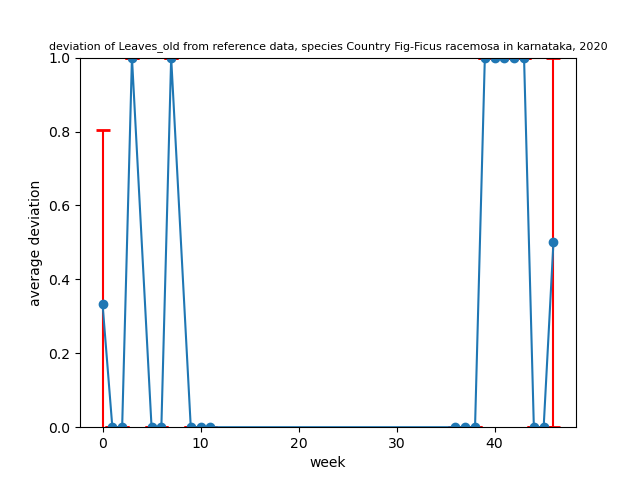 deviation of Leaves_old from reference data, species Country Fig-Ficus racemosa in karnataka, 2020
1.0
0.8
0.6
0.4
0.2
0.0
average deviation
0 10 20 30 40
week